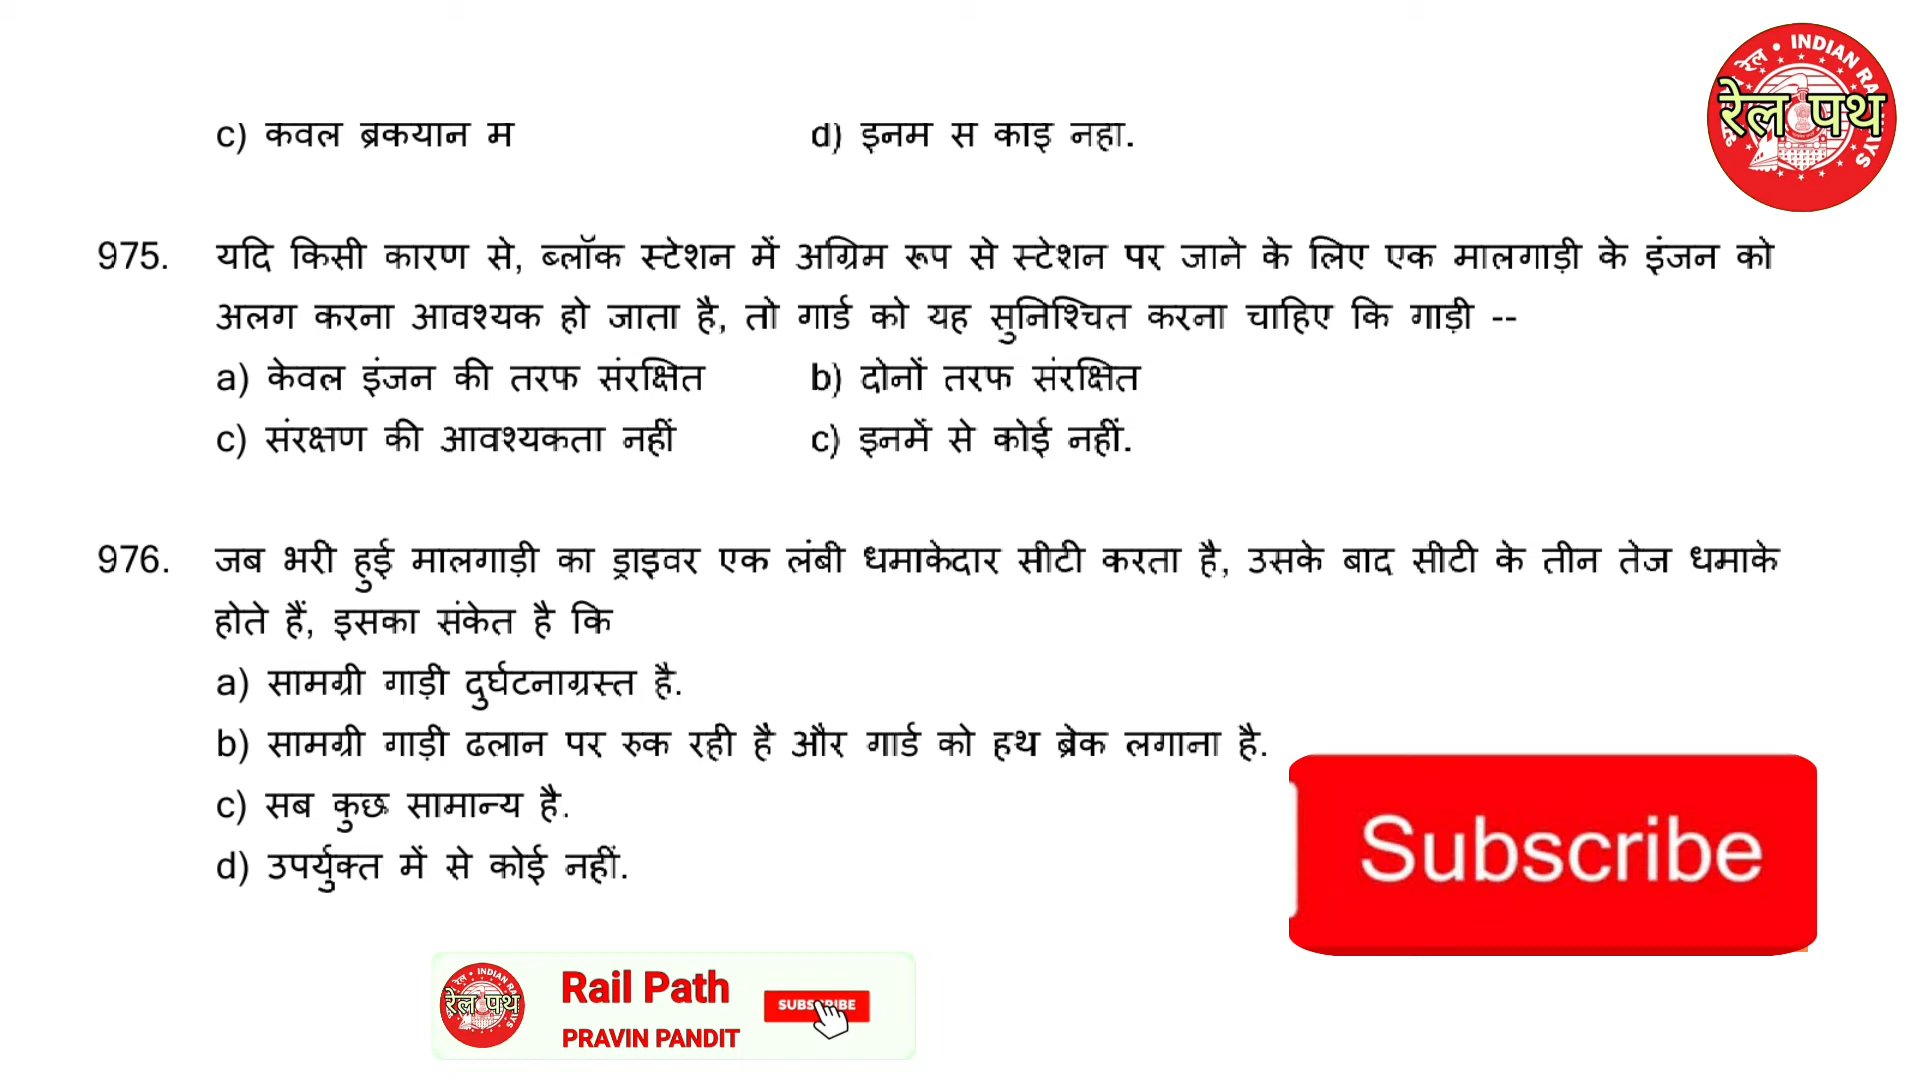 रेल • INDIAN RA
रेल पथ
c) कवल ब्रकयान म d) इनम स काइ नहा.
975. यदि किसी कारण से, ब्लॉक स्टेशन में अग्रिम रूप से स्टेशन पर जाने के लिए एक मालगाड़ी के इंजन को
अलग करना आवश्यक हो जाता है, तो गार्ड को यह सुनिश्चित करना चाहिए कि गाड़ी --
a) केवल इंजन की तरफ संरक्षित b) दोनों तरफ संरक्षित
c) संरक्षण की आवश्यकता नहीं c) इनमें से कोई नहीं.
976. जब भरी हुई मालगाड़ी का ड्राइवर एक लंबी धमाकेदार सीटी करता है, उसके बाद सीटी के तीन तेज धमाके
होते हैं, इसका संकेत है कि
a) सामग्री गाड़ी दुर्घटनाग्रस्त है.
b) सामग्री गाड़ी ढलान पर रुक रही है और गार्ड को हथ ब्रेक लगाना है.
c) सब कुछ सामान्य है.
d) उपर्युक्त में से कोई नहीं.
Subscribe
रेल पथ
Rail Path
SUBSCRIBE
PRAVIN PANDIT